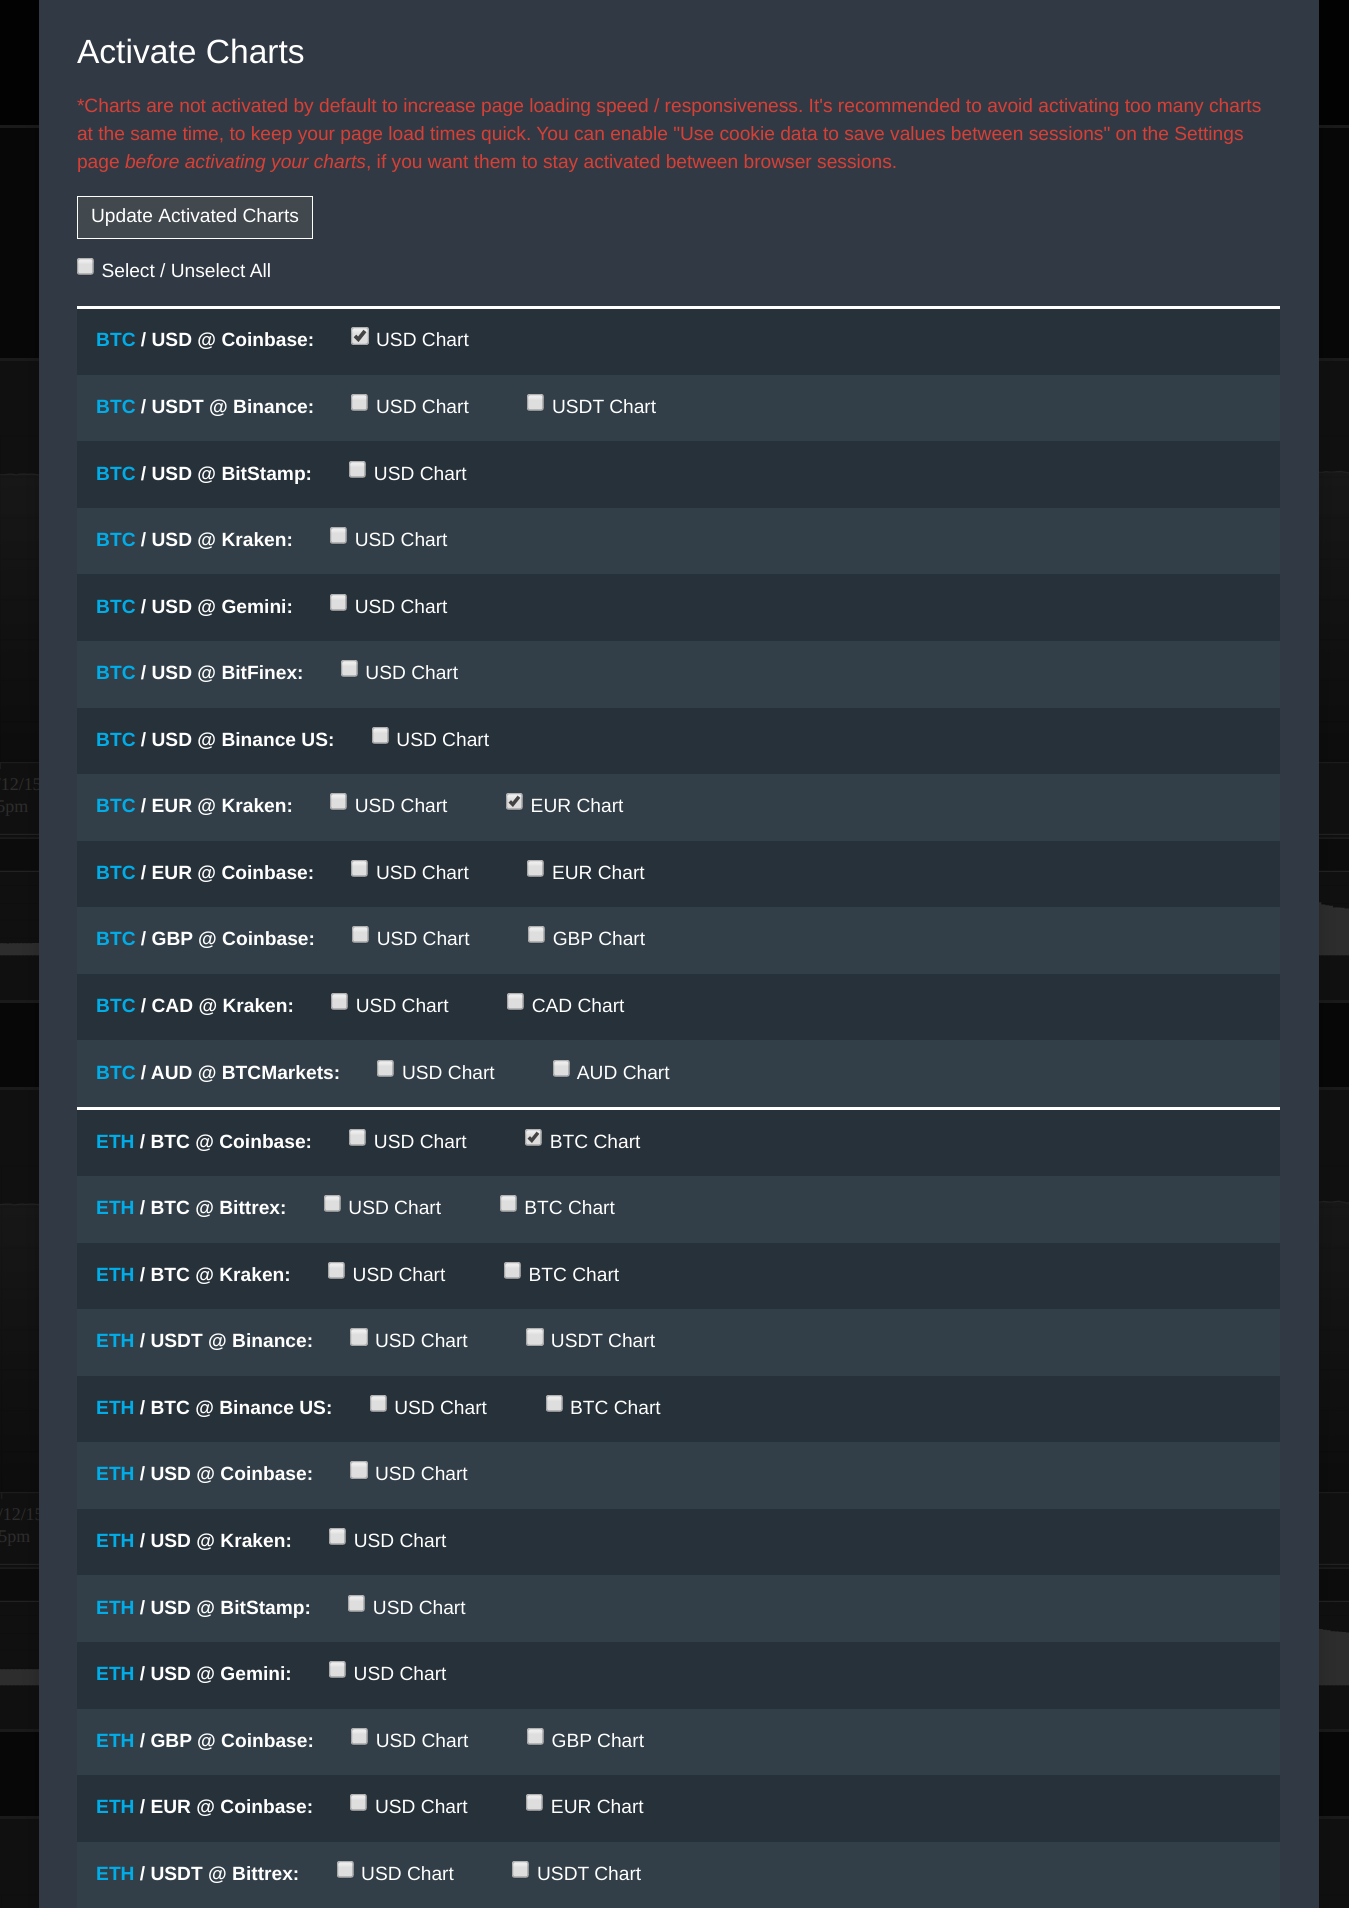 Activate Charts
*Charts are not activated by default to increase page loading speed / responsiveness. It's recommended to avoid activating too many charts
at the same time, to keep your page load times quick. You can enable "Use cookie data to save values between sessions" on the Settings
page before activating your charts, if you want them to stay activated between browser sessions.
Update Activated Charts
Select / Unselect All
BTC / USD @ Coinbase: USD Chart
BTC / USDT @ Binance: USD Chart USDT Chart
BTC / USD @ BitStamp: USD Chart
BTC / USD @ Kraken: USD Chart
BTC / USD @ Gemini: USD Chart
BTC / USD @ BitFinex: USD Chart
BTC / USD @ Binance US: USD Chart
/12/15
5pm
BTC / EUR @ Kraken: USD Chart EUR Chart
BTC / EUR @ Coinbase: USD Chart EUR Chart
BTC / GBP @ Coinbase: USD Chart GBP Chart
BTC / CAD @ Kraken: USD Chart CAD Chart
BTC / AUD @ BTCMarkets: USD Chart AUD Chart
ETH / BTC @ Coinbase: USD Chart BTC Chart
ETH / BTC @ Bittrex: USD Chart BTC Chart
ETH / BTC @ Kraken: USD Chart BTC Chart
ETH / USDT @ Binance: USD Chart USDT Chart
ETH / BTC @ Binance US: USD Chart BTC Chart
ETH / USD @ Coinbase: USD Chart
/12/15
5pm
ETH / USD @ Kraken: USD Chart
ETH / USD @ BitStamp: USD Chart
ETH / USD @ Gemini: USD Chart
ETH / GBP @ Coinbase: USD Chart GBP Chart
ETH / EUR @ Coinbase: USD Chart EUR Chart
ETH / USDT @ Bittrex: USD Chart USDT Chart